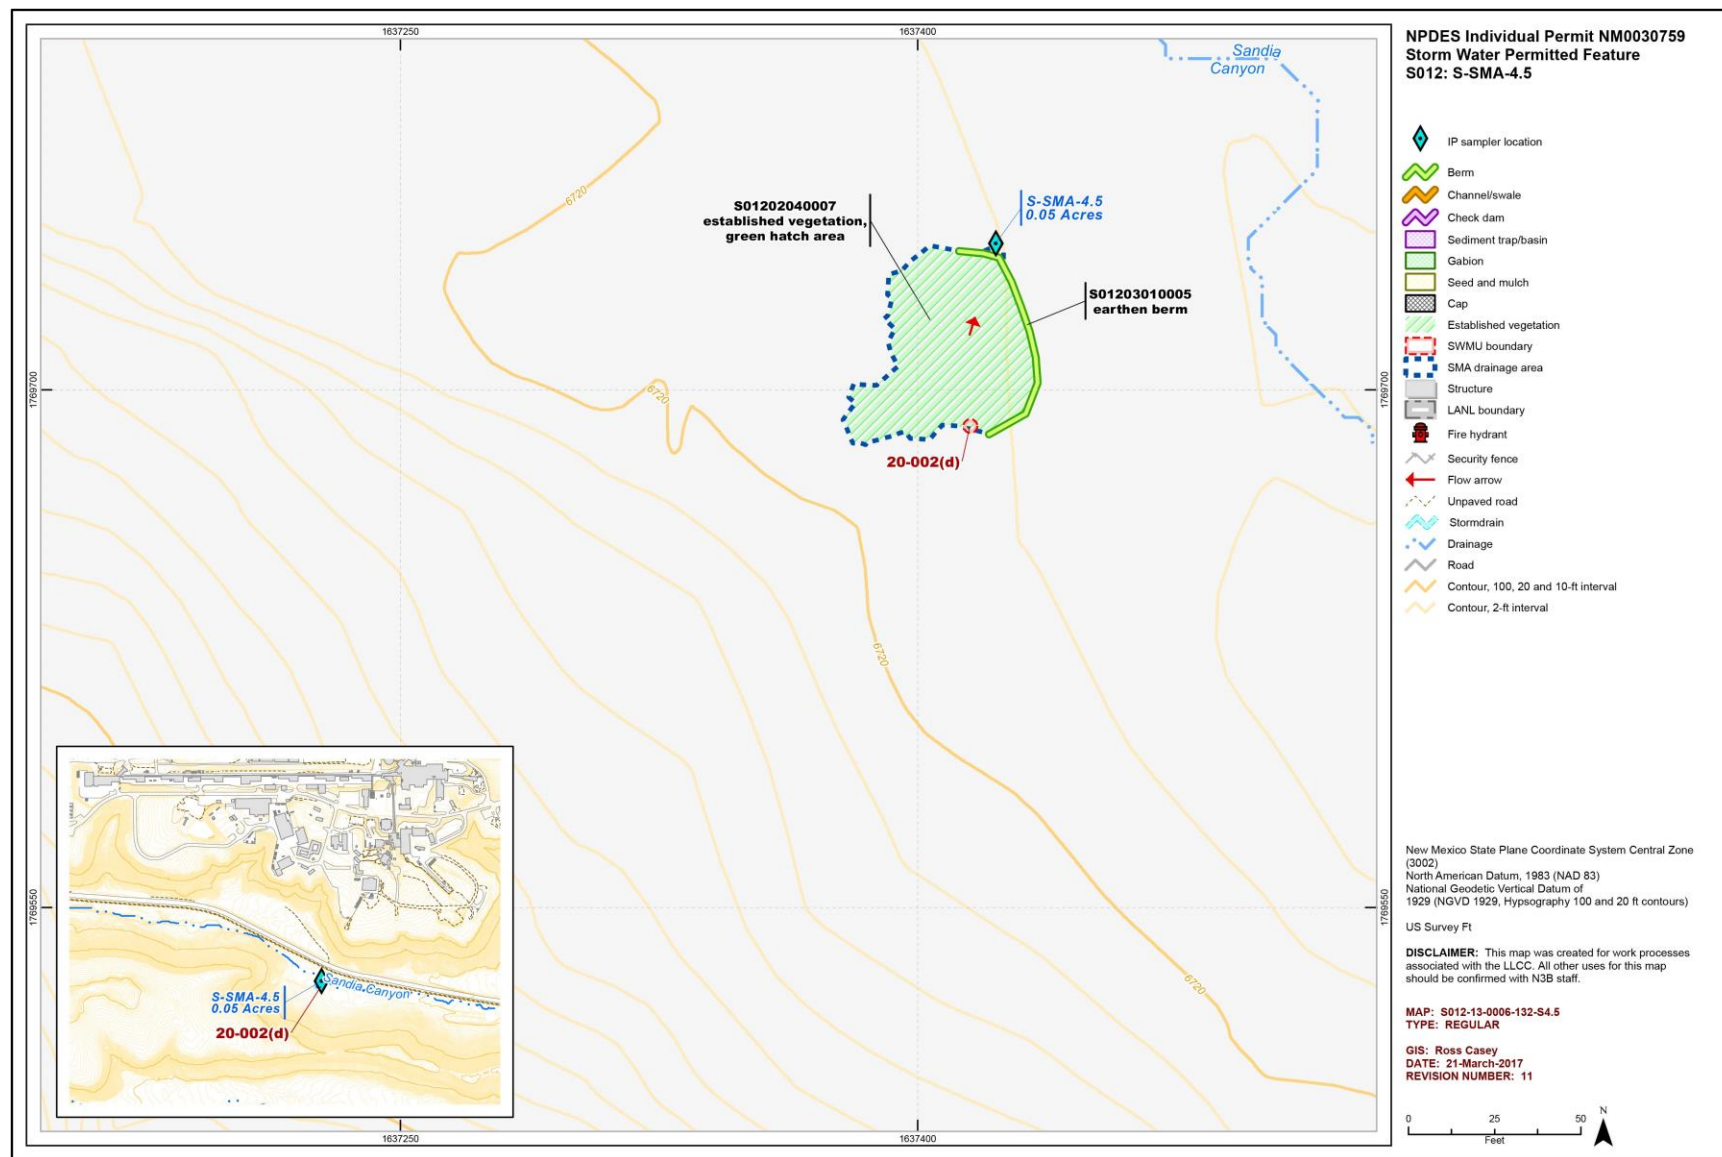 1637250
1637400
Sandia
Canyon
6720
S01202040007
established vegetation,
green hatch area
S-SMA-4.5
0.05 Acres
S01203010005
earthen berm
1769700
1769700
6720
20-002(d)
6720
1769550
1769550
6720
S-SMA-4.5
0.05 Acres
Sandia Canyon
20-002(d)
1637250
1637400
NPDES Individual Permit NM0030759
Storm Water Permitted Feature
S012: S-SMA-4.5
IP sampler location
Berm
Channel/swale
Check dam
Sediment trap/basin
Gabion
Seed and mulch
Cap
Established vegetation
SWMU boundary
SMA drainage area
Structure
LANL boundary
Fire hydrant
Security fence
Flow arrow
Unpaved road
Stormdrain
Drainage
Road
Contour, 100, 20 and 10-ft interval
Contour, 2-ft interval
New Mexico State Plane Coordinate System Central Zone
(3002)
North American Datum, 1983 (NAD 83)
National Geodetic Vertical Datum of
1929 (NGVD 1929, Hypsography 100 and 20 ft contours)
US Survey Ft
DISCLAIMER: This map was created for work processes
associated with the LLCC. All other uses for this map
should be confirmed with N3B staff.
MAP: S012-13-0006-132-S4.5
TYPE: REGULAR
GIS: Ross Casey
DATE: 21-March-2017
REVISION NUMBER: 11
0 25 50
Feet
N